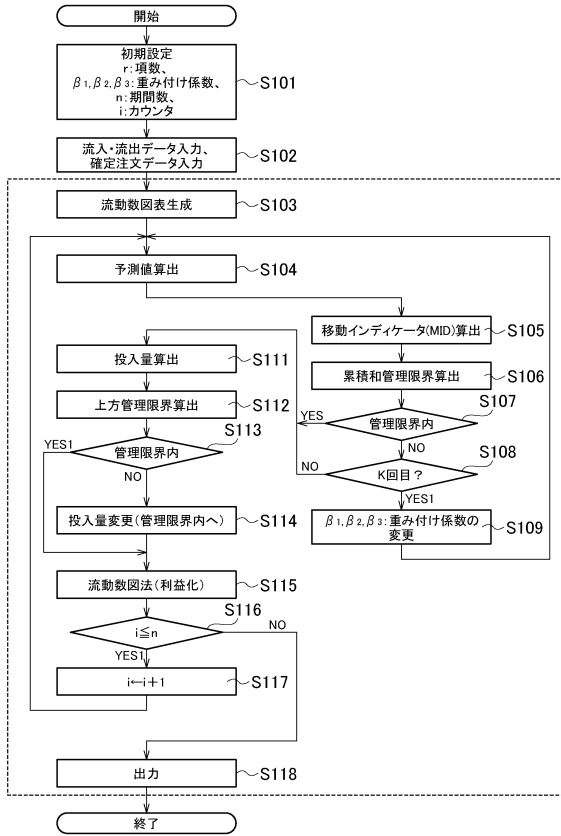 開始
初期設定
r:項数、
β1,β2,β3:重み付け係数、
n:期間数、
i:カウンタ
S101
流入・流出データ入力、
確定注文データ入力
S102
流動数図表生成
S103
予測値算出
S104
移動インディケータ(MID)算出
S105
累積和管理限界算出
S106
管理限界内
S107
YES
NO
K回目?
S108
NO
YES1
β1,β2,β3:重み付け係数の
変更
S109
投入量算出
S111
上方管理限界算出
S112
管理限界内
S113
YES1
NO
投入量変更(管理限界内へ)
S114
流動数図法(利益化)
S115
i≦n
S116
NO
YES1
i←i+1
S117
出力
S118
終了